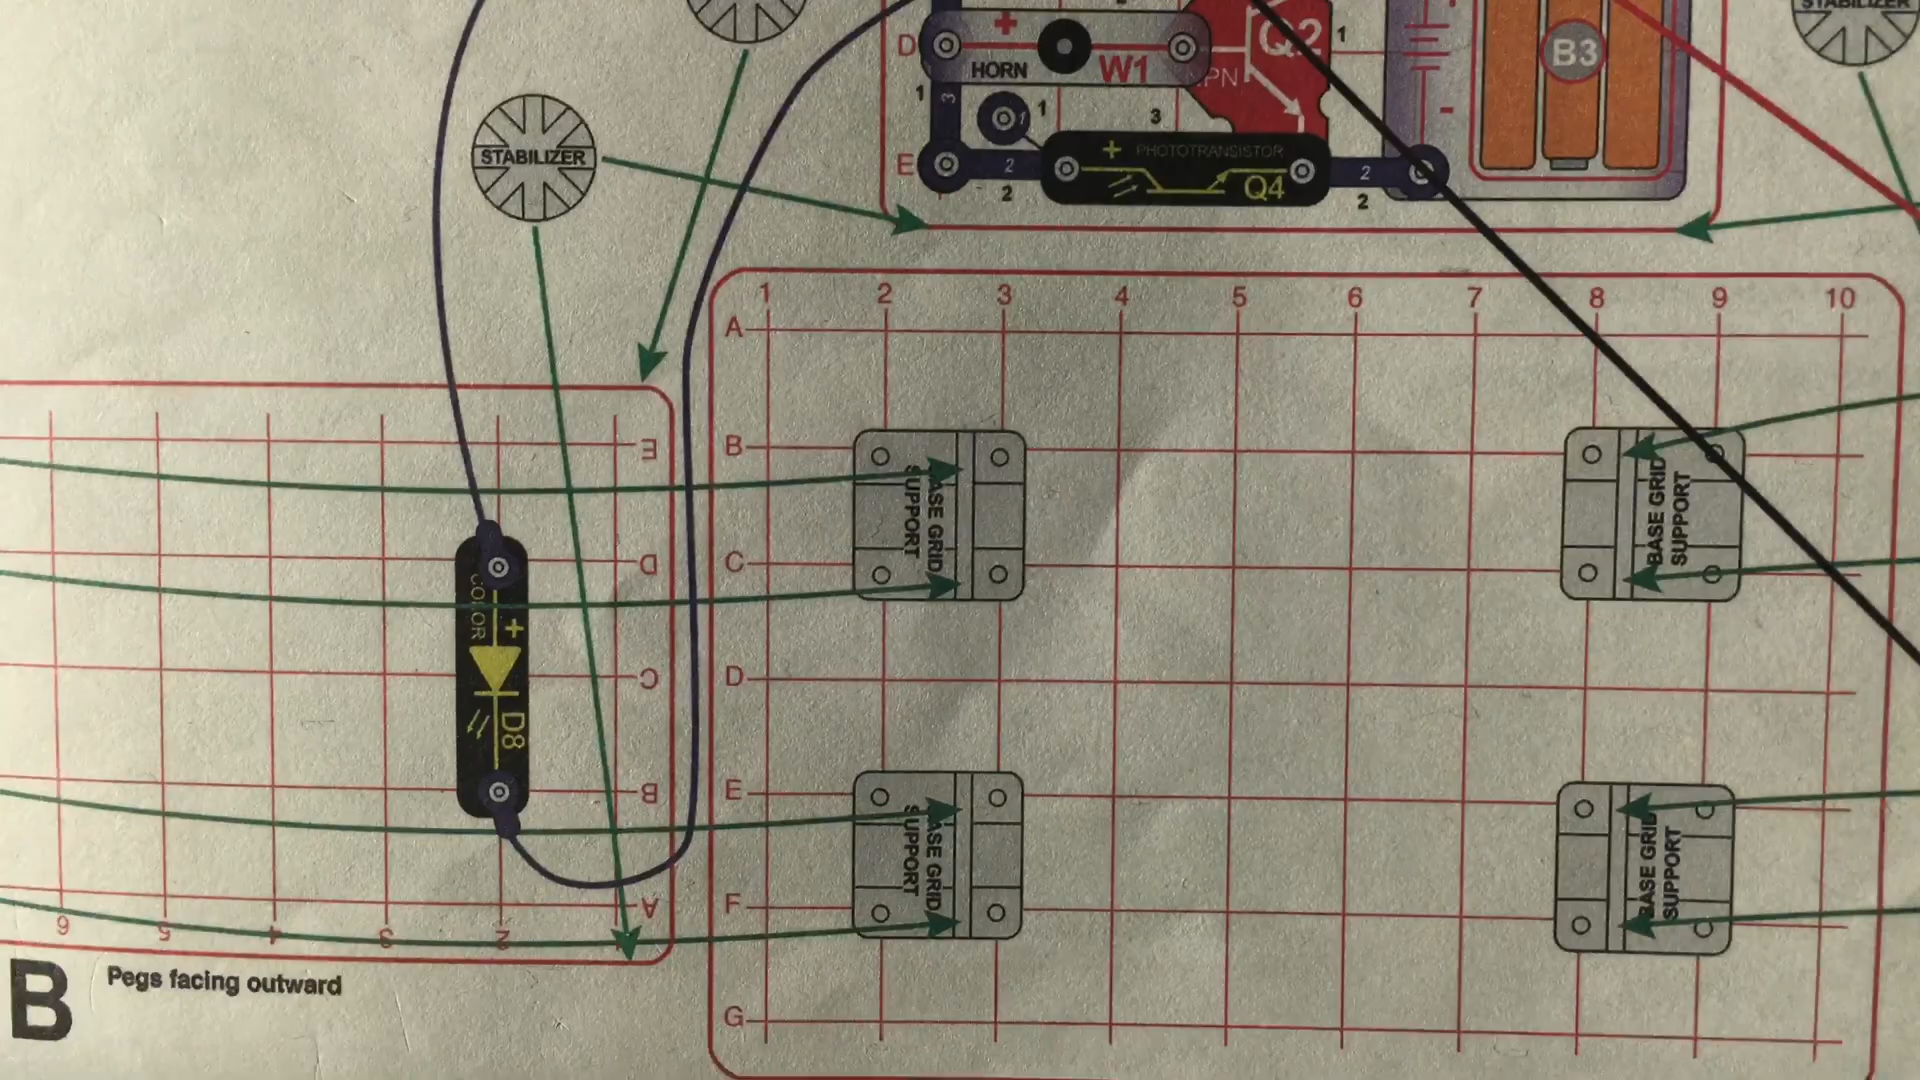 STABILIZER
D + HORN W1
Q2
NPN
1
B3
-
1 3
1 1
3
E 2 + PHOTOTRANSISTOR Q4 2
2 2
STABILIZER
1 2 3 4 5 6 7 8 9 10
A
B
C
D
E
F
G
BASE GRID
SUPPORT
BASE GRID
SUPPORT
BASE GRID
SUPPORT
BASE GRID
SUPPORT
E
D
C
B
A
COLOR
+
D8
6 5 4 3 2
B Pegs facing outward